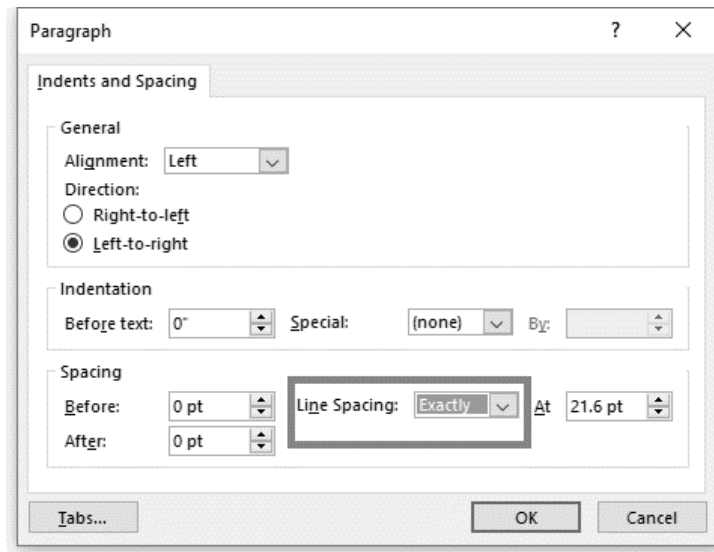 Paragraph ? X
Indents and Spacing
General
Alignment: Left
Direction:
Right-to-left
Left-to-right
Indentation
Before text: 0" Special: (none) By:
Spacing
Before: 0 pt Line Spacing: Exactly At 21.6 pt
After: 0 pt
Tabs... OK Cancel